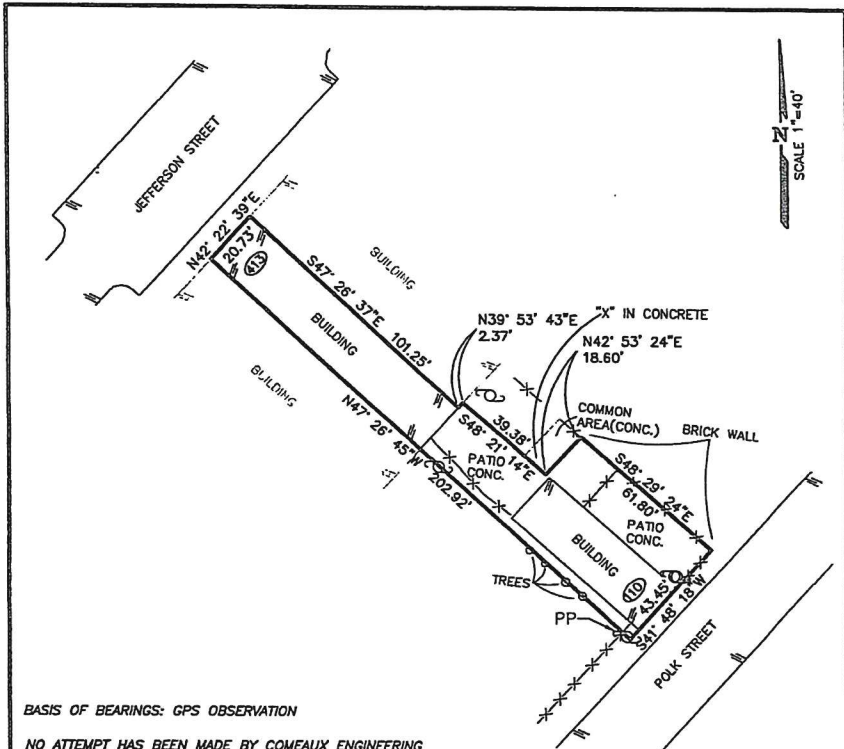 JEFFERSON STREET
N
SCALE 1"=40'
N42° 22' 39"E
20.73'
413
S47° 26' 37"E 101.25'
BUILDING
BUILDING
BUILDING
N47° 26' 45"W
202.92'
N39° 53' 43"E
2.37'
"X" IN CONCRETE
N42° 53' 24"E
18.60'
COMMON
AREA(CONC.)
BRICK WALL
39.38'
S48° 21' 14"E
PATIO
CONC.
S48° 29' 24"E
61.80'
PATIO
CONC.
BUILDING
110
43.45'
S41° 48' 18"W
TREES
PP
POLK STREET
BASIS OF BEARINGS: GPS OBSERVATION
NO ATTEMPT HAS BEEN MADE BY COMEAUX ENGINEERING